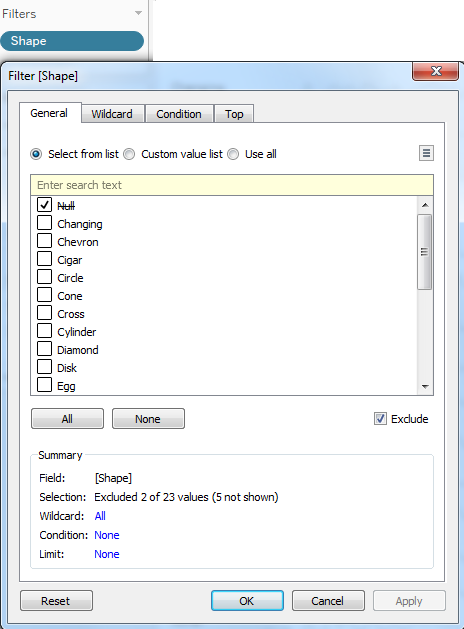 Filters
Shape
Filter [Shape]
General Wildcard Condition Top
Select from list Custom value list Use all
Enter search text
Null
Changing
Chevron
Cigar
Circle
Cone
Cross
Cylinder
Diamond
Disk
Egg
All None Exclude
Summary
Field: [Shape]
Selection: Excluded 2 of 23 values (5 not shown)
Wildcard: All
Condition: None
Limit: None
Reset OK Cancel Apply